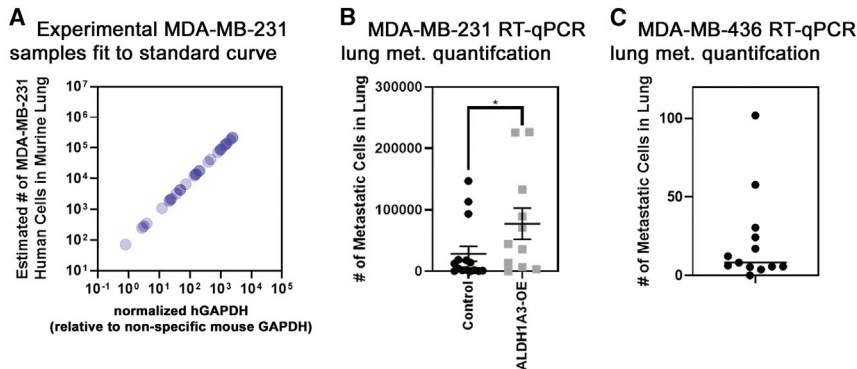 A Experimental MDA-MB-231
samples fit to standard curve
Estimated # of MDA-MB-231
Human Cells in Murine Lung
10⁷
10⁶
10⁵
10⁴
10³
10²
10¹
10⁻¹ 10⁰ 10¹ 10² 10³ 10⁴ 10⁵
normalized hGAPDH
(relative to non-specific mouse GAPDH)
B MDA-MB-231 RT-qPCR
lung met. quantifcation
# of Metastatic Cells in Lung
300000
200000
100000
0
*
Control
ALDH1A3-OE
C MDA-MB-436 RT-qPCR
lung met. quantifcation
# of Metastatic Cells in Lung
100
50
0